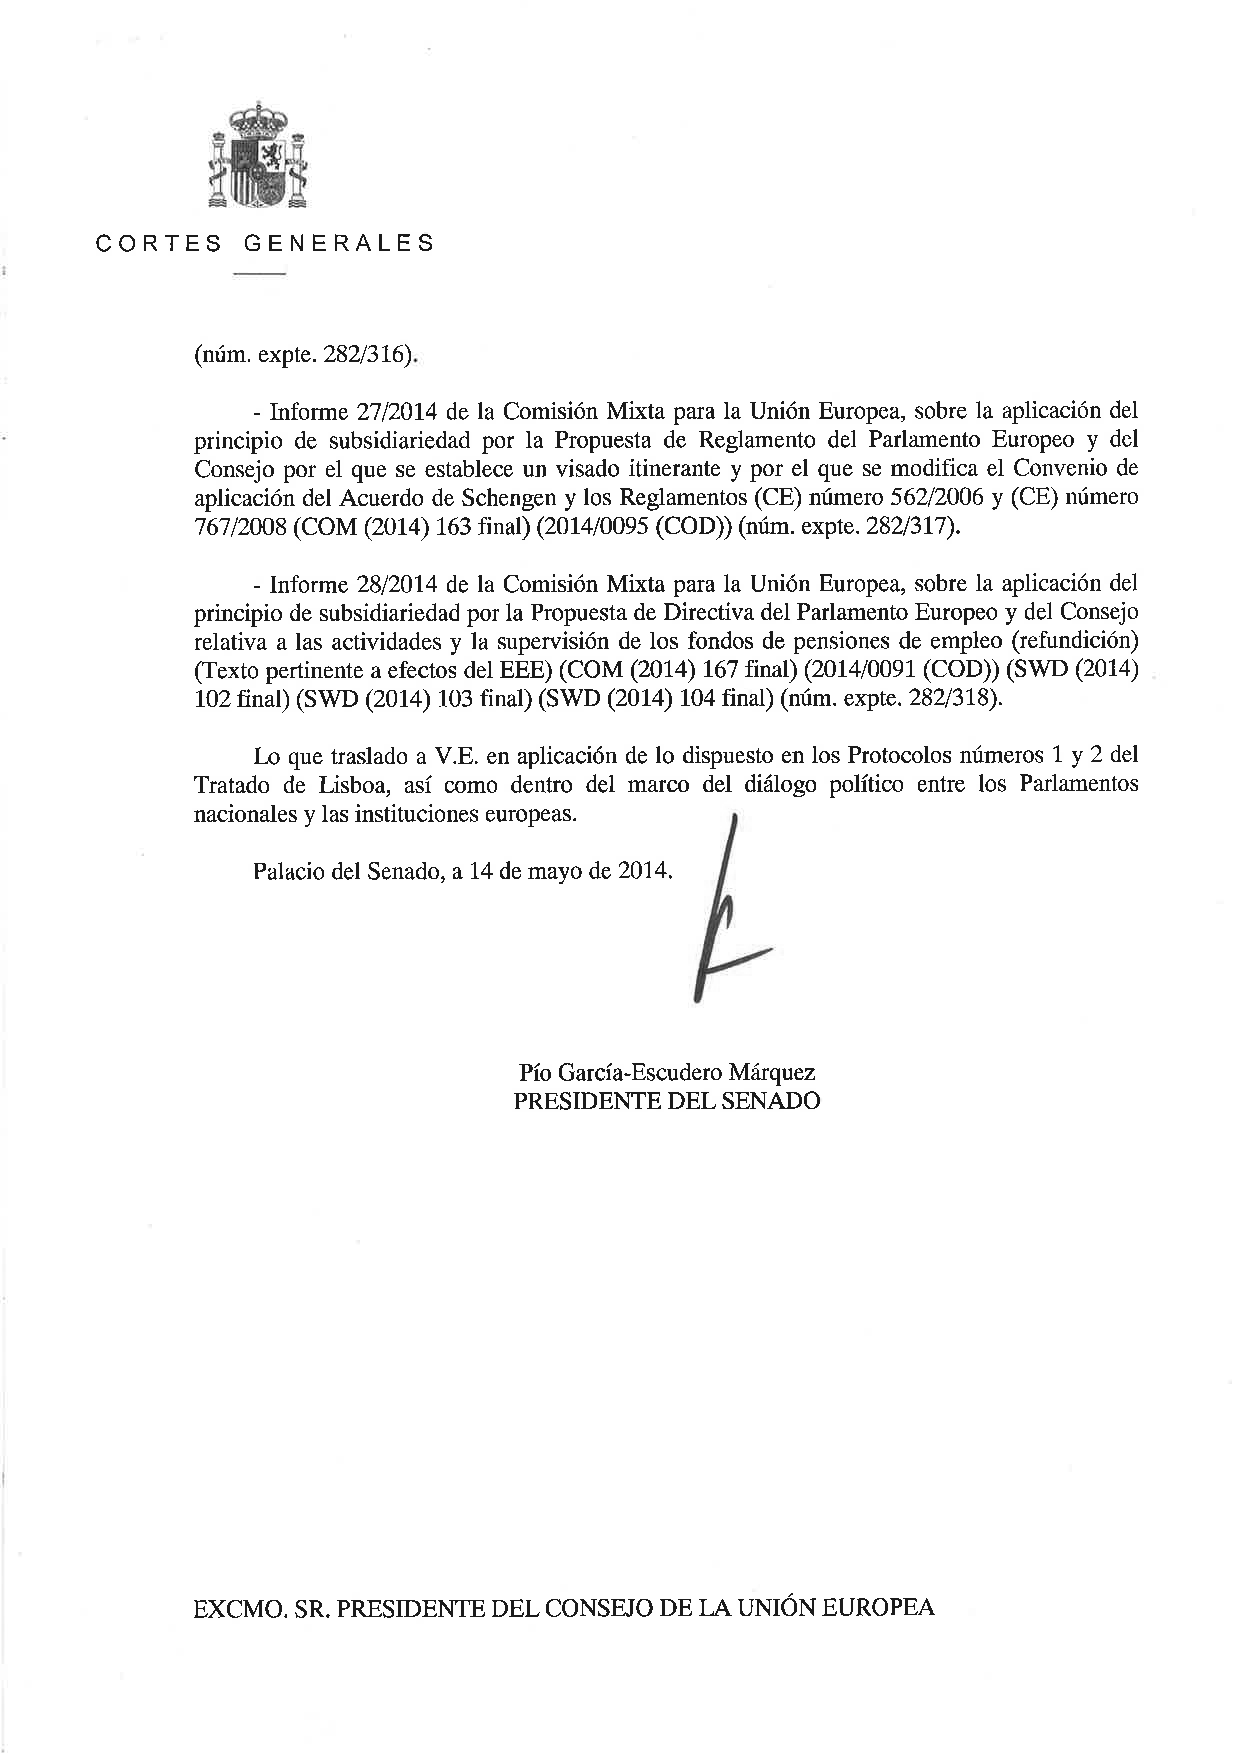 CORTES GENERALES
(núm. expte. 282/316).
- Informe 27/2014 de la Comisión Mixta para la Unión Europea, sobre la aplicación del
principio de subsidiariedad por la Propuesta de Reglamento del Parlamento Europeo y del
Consejo por el que se establece un visado itinerante y por el que se modifica el Convenio de
aplicación del Acuerdo de Schengen y los Reglamentos (CE) número 562/2006 y (CE) número
767/2008 (COM (2014) 163 final) (2014/0095 (COD)) (núm. expte. 282/317).
- Informe 28/2014 de la Comisión Mixta para la Unión Europea, sobre la aplicación del
principio de subsidiariedad por la Propuesta de Directiva del Parlamento Europeo y del Consejo
relativa a las actividades y la supervisión de los fondos de pensiones de empleo (refundición)
(Texto pertinente a efectos del EEE) (COM (2014) 167 final) (2014/0091 (COD)) (SWD (2014)
102 final) (SWD (2014) 103 final) (SWD (2014) 104 final) (núm. expte. 282/318).
Lo que traslado a V.E. en aplicación de lo dispuesto en los Protocolos números 1 y 2 del
Tratado de Lisboa, así como dentro del marco del diálogo político entre los Parlamentos
nacionales y las instituciones europeas.
Palacio del Senado, a 14 de mayo de 2014.
Pío García-Escudero Márquez
PRESIDENTE DEL SENADO
EXCMO. SR. PRESIDENTE DEL CONSEJO DE LA UNIÓN EUROPEA